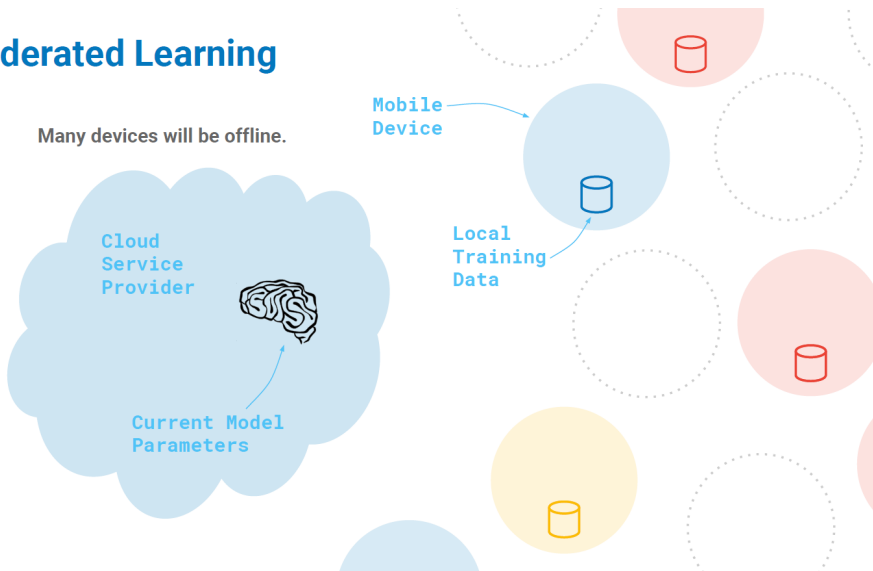 derated Learning
Many devices will be offline.
Mobile
Device
Cloud
Service
Provider
Local
Training
Data
Current Model
Parameters